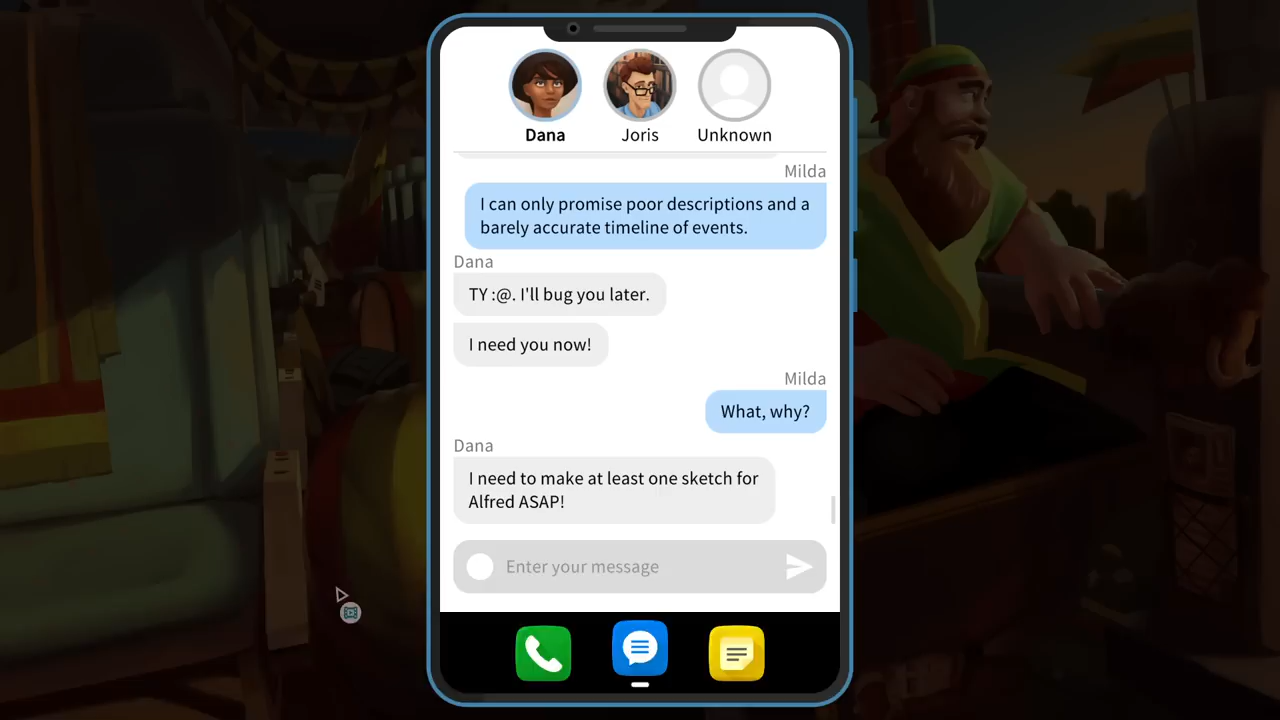 Dana
Joris
Unknown
Milda
I can only promise poor descriptions and a
barely accurate timeline of events.
Dana
TY :@. I'll bug you later.
I need you now!
Milda
What, why?
Dana
I need to make at least one sketch for
Alfred ASAP!
Enter your message